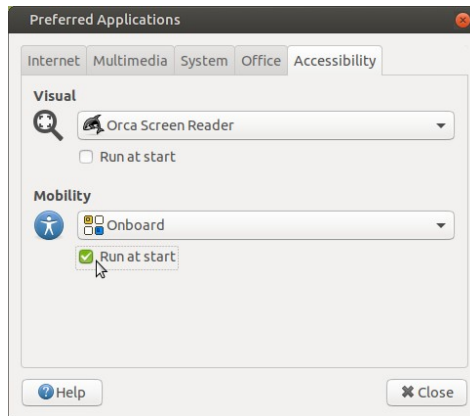 Preferred Applications
Internet Multimedia System Office Accessibility
Visual
Orca Screen Reader
Run at start
Mobility
Onboard
Run at start
Help Close